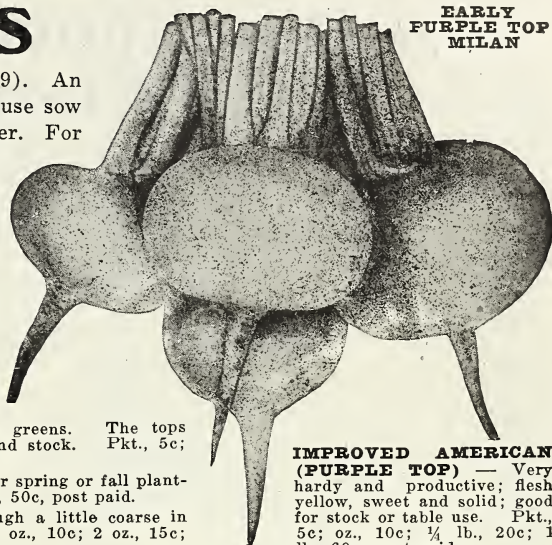 S
EARLY
PURPLE TOP
MILAN
9). An
use sow
er. For
greens. The tops
nd stock. Pkt., 5c;
r spring or fall plant-
, 50c, post paid.
ugh a little coarse in
oz., 10c; 2 oz., 15c;
IMPROVED AMERICAN
(PURPLE TOP) — Very
hardy and productive; flesh
yellow, sweet and solid; good
for stock or table use. Pkt.,
5c; oz., 10c; ¼ lb., 20c; 1